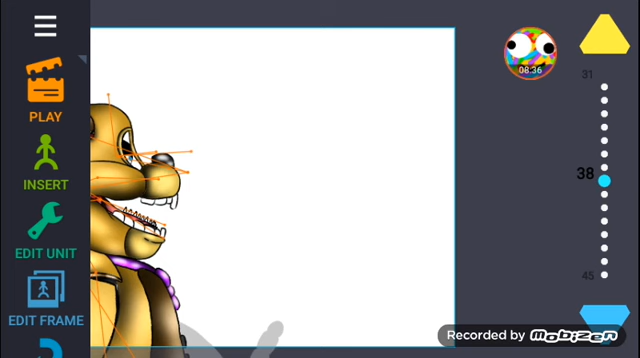 PLAY
INSERT
EDIT UNIT
EDIT FRAME
08:36
31
38
45
Recorded by Mobizen